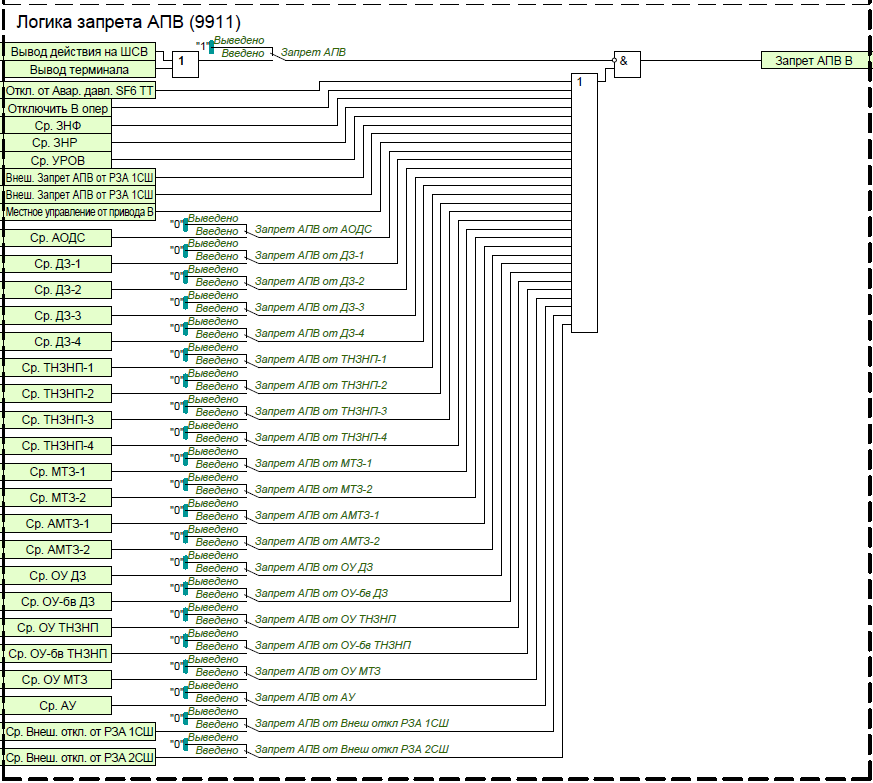 Логика запрета АПВ (9911)
Вывод действия на ШСВ
Вывод терминала
1
"1"
Выведено
Введено
Запрет АПВ
&
Запрет АПВ В
1
Откл. от Авар. давл. SF6 ТТ
Отключить В опер
Ср. ЗНФ
Ср. ЗНР
Ср. УРОВ
Внеш. Запрет АПВ от РЗА 1СШ
Внеш. Запрет АПВ от РЗА 1СШ
Местное управление от привода В
Ср. АОДС
"0"
Выведено
Введено
Запрет АПВ от АОДС
Ср. ДЗ-1
"0"
Выведено
Введено
Запрет АПВ от ДЗ-1
Ср. ДЗ-2
"0"
Выведено
Введено
Запрет АПВ от ДЗ-2
Ср. ДЗ-3
"0"
Выведено
Введено
Запрет АПВ от ДЗ-3
Ср. ДЗ-4
"0"
Выведено
Введено
Запрет АПВ от ДЗ-4
Ср. ТНЗНП-1
"0"
Выведено
Введено
Запрет АПВ от ТНЗНП-1
Ср. ТНЗНП-2
"0"
Выведено
Введено
Запрет АПВ от ТНЗНП-2
Ср. ТНЗНП-3
"0"
Выведено
Введено
Запрет АПВ от ТНЗНП-3
Ср. ТНЗНП-4
"0"
Выведено
Введено
Запрет АПВ от ТНЗНП-4
Ср. МТЗ-1
"0"
Выведено
Введено
Запрет АПВ от МТЗ-1
Ср. МТЗ-2
"0"
Выведено
Введено
Запрет АПВ от МТЗ-2
Ср. АМТЗ-1
"0"
Выведено
Введено
Запрет АПВ от АМТЗ-1
Ср. АМТЗ-2
"0"
Выведено
Введено
Запрет АПВ от АМТЗ-2
Ср. ОУ ДЗ
"0"
Выведено
Введено
Запрет АПВ от ОУ ДЗ
Ср. ОУ-бв ДЗ
"0"
Выведено
Введено
Запрет АПВ от ОУ-бв ДЗ
Ср. ОУ ТНЗНП
"0"
Выведено
Введено
Запрет АПВ от ОУ ТНЗНП
Ср. ОУ-бв ТНЗНП
"0"
Выведено
Введено
Запрет АПВ от ОУ-бв ТНЗНП
Ср. ОУ МТЗ
"0"
Выведено
Введено
Запрет АПВ от ОУ МТЗ
Ср. АУ
"0"
Выведено
Введено
Запрет АПВ от АУ
Ср. Внеш. откл. от РЗА 1СШ
"0"
Выведено
Введено
Запрет АПВ от Внеш откл РЗА 1СШ
Ср. Внеш. откл. от РЗА 2СШ
"0"
Выведено
Введено
Запрет АПВ от Внеш откл РЗА 2СШ